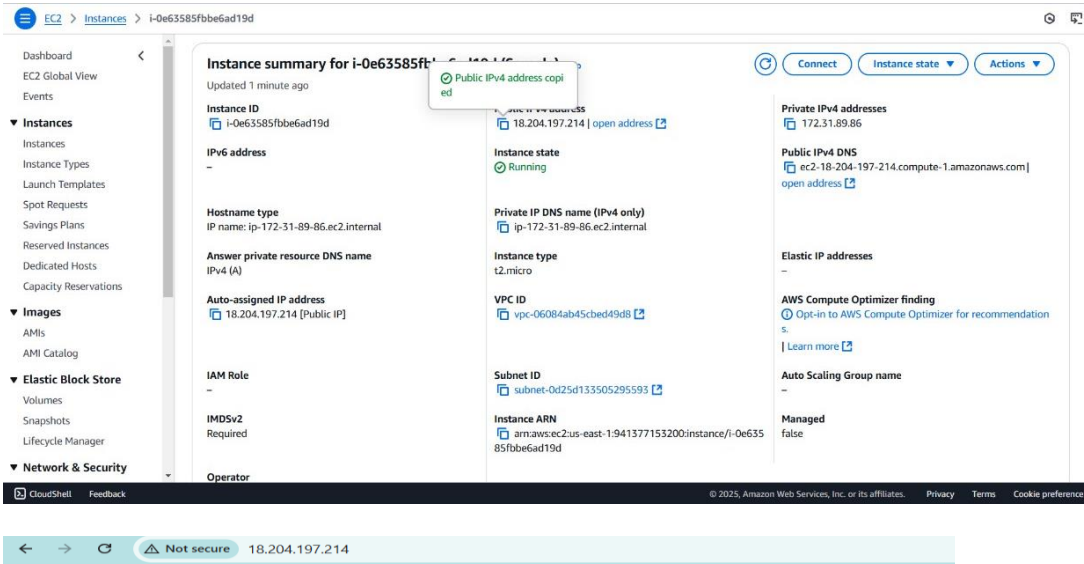 EC2 > Instances > i-0e63585fbbe6ad19d
Dashboard
EC2 Global View
Events
Instances
Instances
Instance Types
Launch Templates
Spot Requests
Savings Plans
Reserved Instances
Dedicated Hosts
Capacity Reservations
Images
AMIs
AMI Catalog
Elastic Block Store
Volumes
Snapshots
Lifecycle Manager
Network & Security
Instance summary for
Updated 1 minute ago
Public IPv4 address copi
ed
Connect
Instance state
Actions
Instance ID
i-0e63585fbbe6ad19d
18.204.197.214 | open address
Private IPv4 addresses
172.31.89.86
IPv6 address
–
Instance state
Running
Public IPv4 DNS
ec2-18-204-197-214.compute-1.amazonaws.com |
open address
Hostname type
IP name: ip-172-31-89-86.ec2.internal
Private IP DNS name (IPv4 only)
ip-172-31-89-86.ec2.internal
Answer private resource DNS name
IPv4 (A)
Instance type
t2.micro
Elastic IP addresses
–
Auto-assigned IP address
18.204.197.214 [Public IP]
VPC ID
vpc-06084ab45cbed49d8
AWS Compute Optimizer finding
Opt-in to AWS Compute Optimizer for recommendation
s.
| Learn more
IAM Role
–
Subnet ID
subnet-0d25d133505295593
Auto Scaling Group name
–
IMDSv2
Required
Instance ARN
arn:aws:ec2:us-east-1:941377153200:instance/i-0e635
85fbbe6ad19d
Managed
false
Operator
CloudShell Feedback
© 2025, Amazon Web Services, Inc. or its affiliates. Privacy Terms Cookie preference
Not secure 18.204.197.214